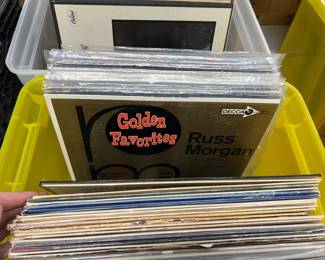 Golden
Favorites
DECCA
Russ
Morgan